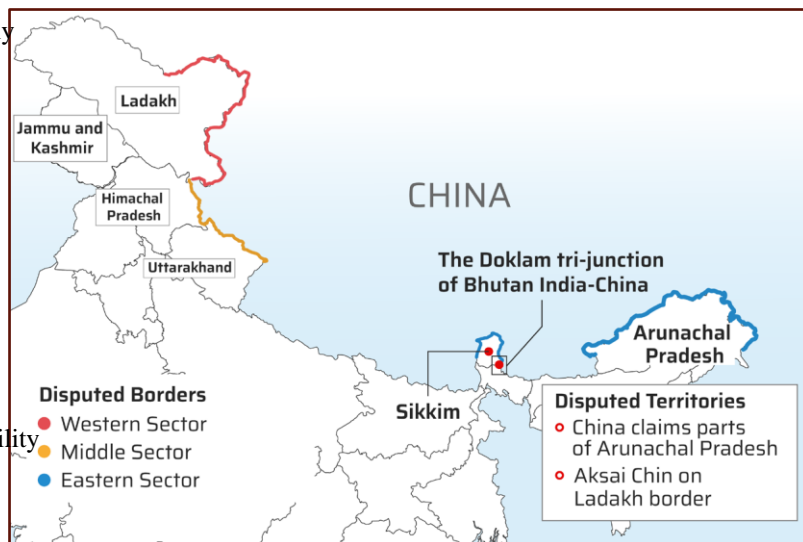 y
Ladakh
Jammu and
Kashmir
Himachal
Pradesh
Uttarakhand
CHINA
The Doklam tri-junction
of Bhutan India-China
Arunachal
Pradesh
Sikkim
Disputed Borders
Western Sector
Middle Sector
Eastern Sector
ility
Disputed Territories
China claims parts
of Arunachal Pradesh
Aksai Chin on
Ladakh border